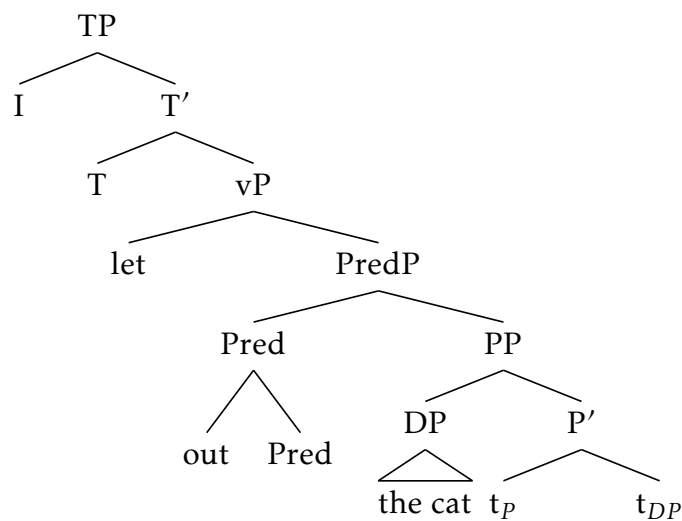 TP
I T′
T vP
let PredP
Pred PP
out Pred DP P′
the cat t_P t_DP